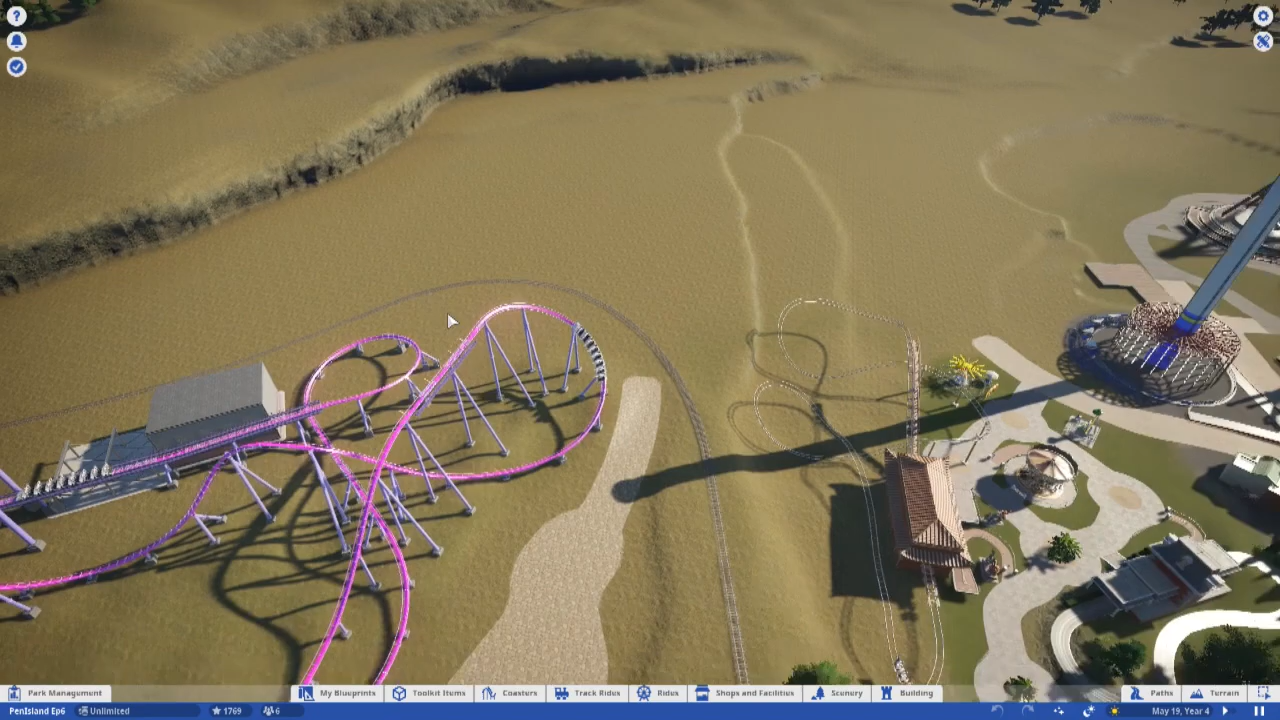 ?
Park Management
My Blueprints
Toolkit Items
Coasters
Track Rides
Rides
Shops and Facilities
Scenery
Building
Paths
Terrain
PenIsland Ep6
Unlimited
1769
6
May 19, Year 4